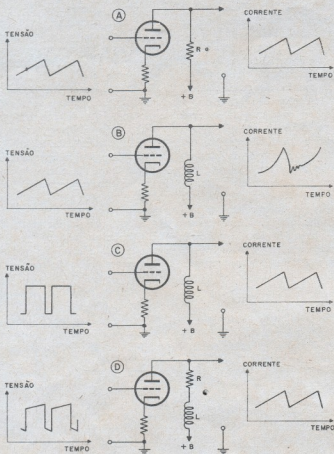 A
TENSÃO
TEMPO
R
+ B
CORRENTE
TEMPO
B
TENSÃO
TEMPO
L
+ B
CORRENTE
TEMPO
C
TENSÃO
TEMPO
L
+ B
CORRENTE
TEMPO
D
TENSÃO
TEMPO
R
L
+ B
CORRENTE
TEMPO